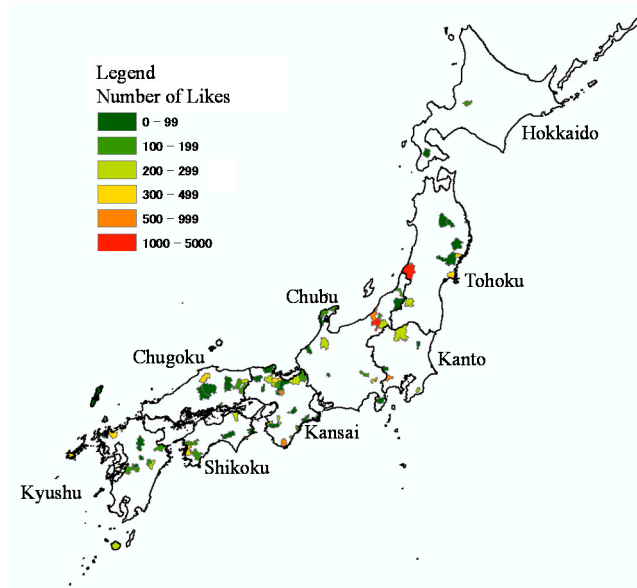 Legend
Number of Likes
0 – 99
100 – 199
200 – 299
300 – 499
500 – 999
1000 – 5000
Hokkaido
Tohoku
Chubu
Kanto
Chugoku
Kansai
Shikoku
Kyushu